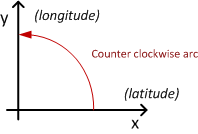 y
(longitude)
Counter clockwise arc
(latitude)
x